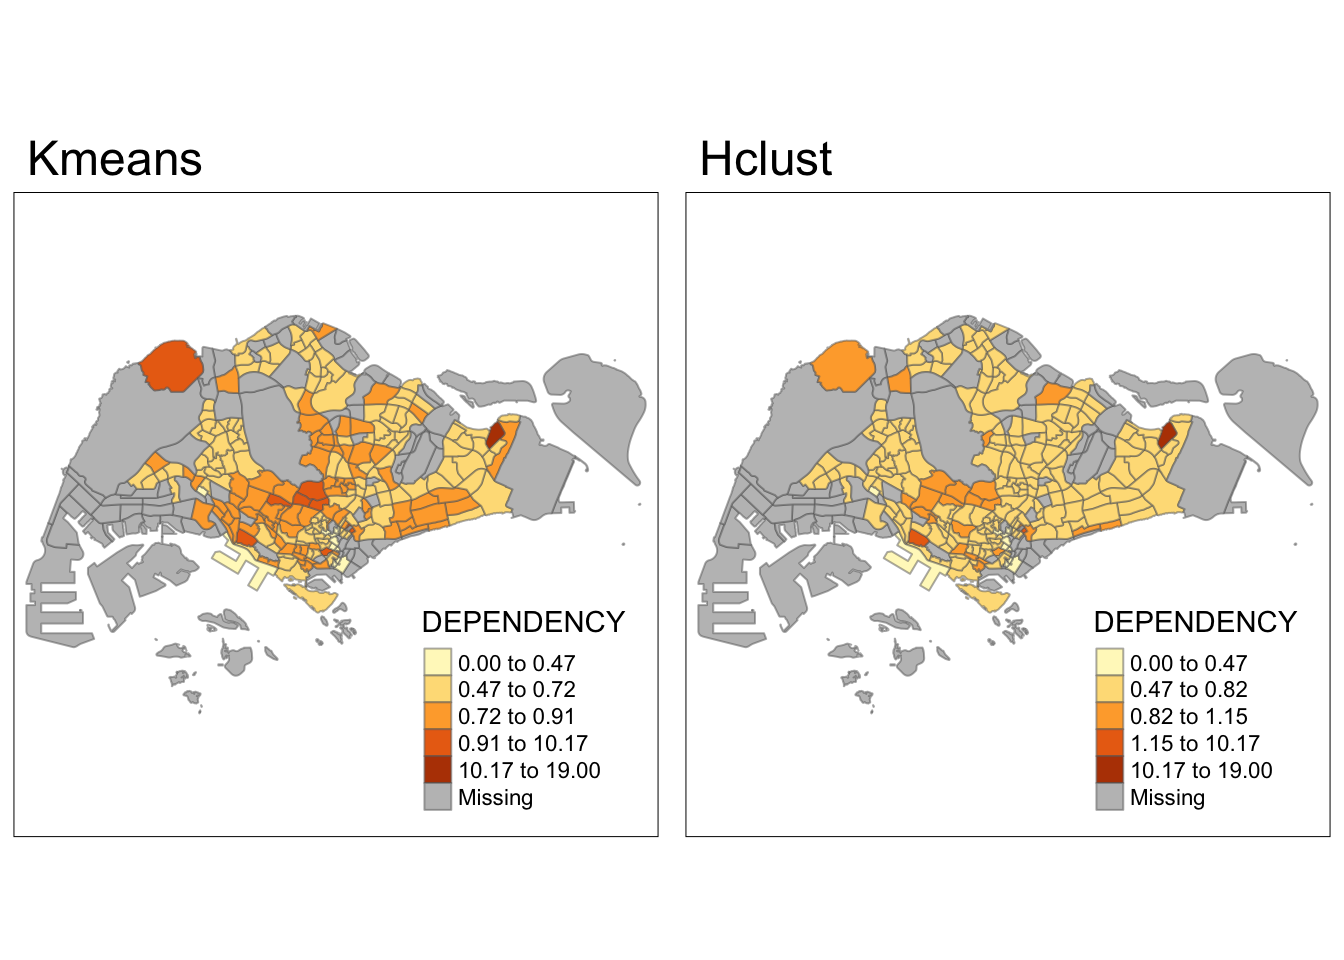 Kmeans
DEPENDENCY
0.00 to 0.47
0.47 to 0.72
0.72 to 0.91
0.91 to 10.17
10.17 to 19.00
Missing
Hclust
DEPENDENCY
0.00 to 0.47
0.47 to 0.82
0.82 to 1.15
1.15 to 10.17
10.17 to 19.00
Missing